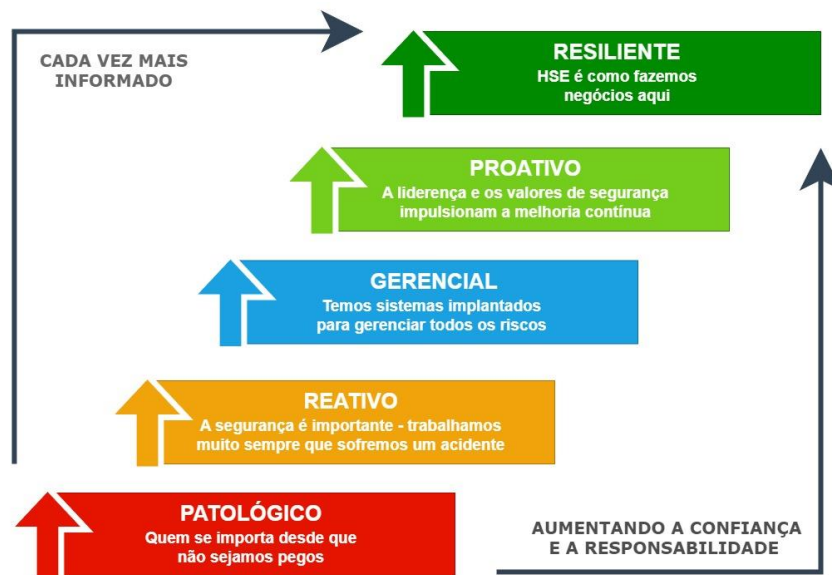 CADA VEZ MAIS
INFORMADO
RESILIENTE
HSE é como fazemos
negócios aqui
PROATIVO
A liderença e os valores de segurança
impulsionam a melhoria contínua
GERENCIAL
Temos sistemas implantados
para gerenciar todos os riscos
REATIVO
A segurança é importante - trabalhamos
muito sempre que sofremos um acidente
PATOLÓGICO
Quem se importa desde que
não sejamos pegos
AUMENTANDO A CONFIANÇA
E A RESPONSABILIDADE